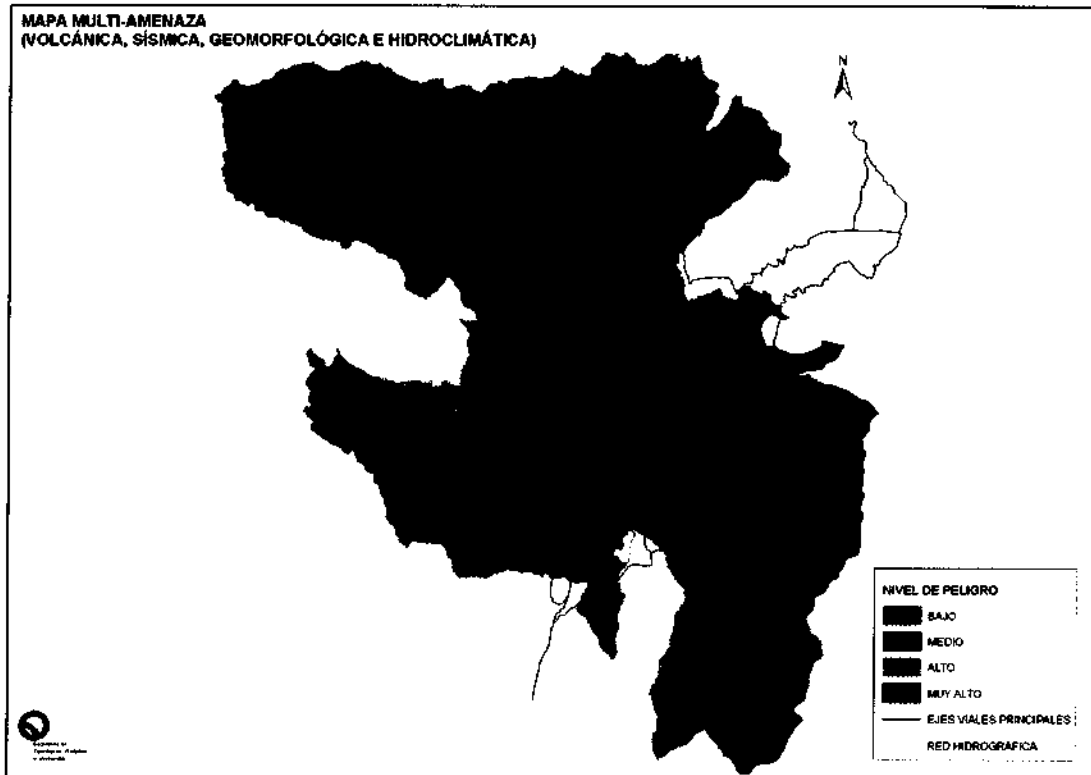 MAPA MULTI-AMENAZA
(VOLCÁNICA, SÍSMICA, GEOMORFOLÓGICA E HIDROCLIMÁTICA)
N
NIVEL DE PELIGRO
BAJO
MEDIO
ALTO
MUY ALTO
EJES VIALES PRINCIPALES
RED HIDROGRÁFICA